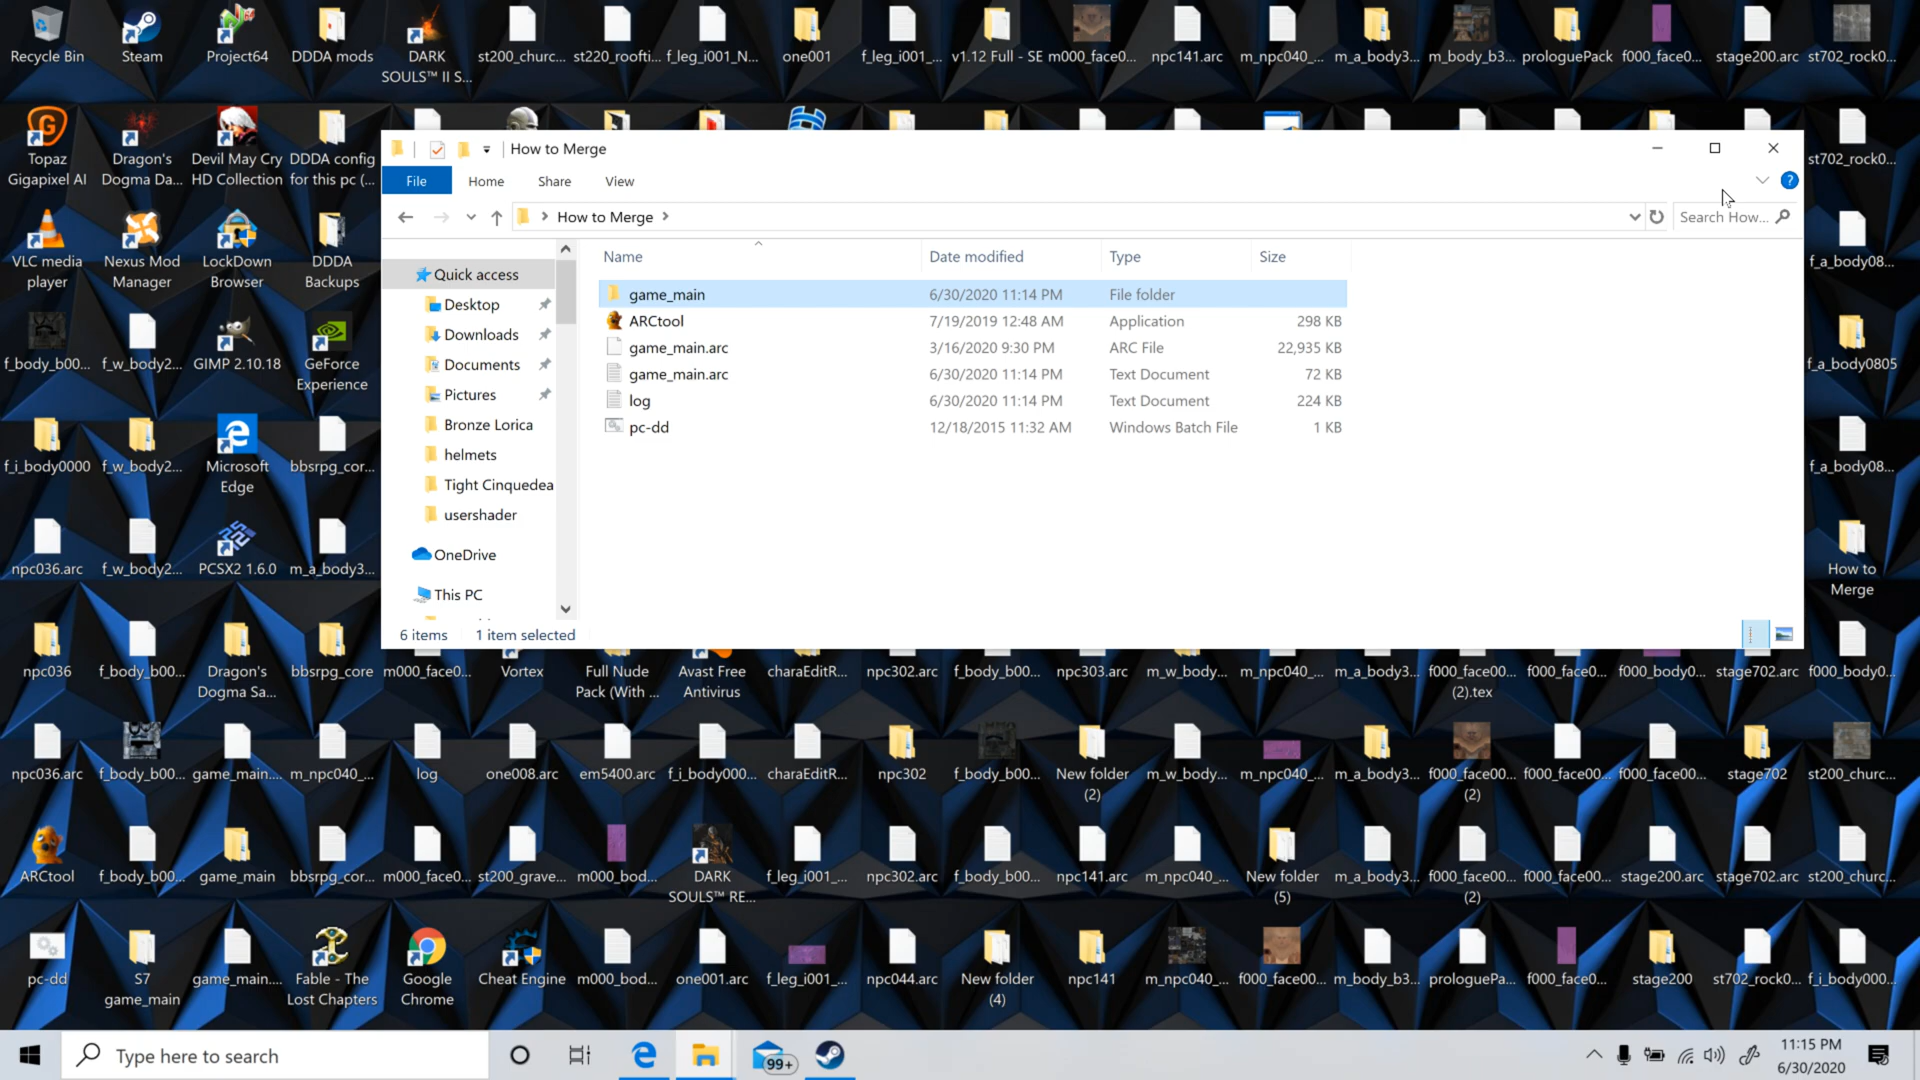 Recycle Bin
Steam
Project64
DDDA mods
DARK
SOULS™ II S...
st200_churc...
st220_roofti...
f_leg_i001_N...
one001
f_leg_i001_...
v1.12 Full - SE
m000_face0...
npc141.arc
m_npc040_...
m_a_body3...
m_body_b3...
prologuePack
f000_face0...
stage200.arc
st702_rock0...
Topaz
Gigapixel AI
Dragon's
Dogma Da...
Devil May Cry
HD Collection
DDDA config
for this pc (...
st702_rock0...
How to Merge
File
Home
Share
View
How to Merge
Search How...
Name
Date modified
Type
Size
game_main 6/30/2020 11:14 PM File folder
ARCtool 7/19/2019 12:48 AM Application 298 KB
game_main.arc 3/16/2020 9:30 PM ARC File 22,935 KB
game_main.arc 6/30/2020 11:14 PM Text Document 72 KB
log 6/30/2020 11:14 PM Text Document 224 KB
pc-dd 12/18/2015 11:32 AM Windows Batch File 1 KB
Quick access
Desktop
Downloads
Documents
Pictures
Bronze Lorica
helmets
Tight Cinquedea
usershader
OneDrive
This PC
6 items
1 item selected
VLC media
player
Nexus Mod
Manager
LockDown
Browser
DDDA
Backups
f_a_body08...
f_body_b00...
f_w_body2...
GIMP 2.10.18
GeForce
Experience
f_a_body0805
f_i_body0000
f_w_body2...
Microsoft
Edge
bbsrpg_cor...
f_a_body08...
npc036.arc
f_w_body2...
PCSX2 1.6.0
m_a_body3...
How to
Merge
npc036
f_body_b00...
Dragon's
Dogma Sa...
bbsrpg_core
m000_face0...
Vortex
Full Nude
Pack (With ...
Avast Free
Antivirus
charaEditR...
npc302.arc
f_body_b00...
npc303.arc
m_w_body...
m_npc040_...
m_a_body3...
f000_face00...
(2).tex
f000_face0...
f000_body0...
stage702.arc
f000_body0...
npc036.arc
f_body_b00...
game_main....
m_npc040_...
log
one008.arc
em5400.arc
f_i_body000...
charaEditR...
npc302
f_body_b00...
New folder
(2)
m_w_body...
m_npc040_...
m_a_body3...
f000_face00...
(2)
f000_face00...
f000_face00...
stage702
st200_churc...
ARCtool
f_body_b00...
game_main
bbsrpg_cor...
m000_face0...
st200_grave...
m000_bod...
DARK
SOULS™ RE...
f_leg_i001_...
npc302.arc
f_body_b00...
npc141.arc
m_npc040_...
New folder
(5)
m_a_body3...
f000_face00...
(2)
f000_face00...
stage200.arc
stage702.arc
st200_churc...
pc-dd
S7
game_main
game_main....
Fable - The
Lost Chapters
Google
Chrome
Cheat Engine
m000_bod...
one001.arc
f_leg_i001_...
npc044.arc
New folder
(4)
npc141
m_npc040_...
f000_face00...
m_body_b3...
prologuePa...
f000_face0...
stage200
st702_rock0...
f_i_body000...
Type here to search
99+
11:15 PM
6/30/2020